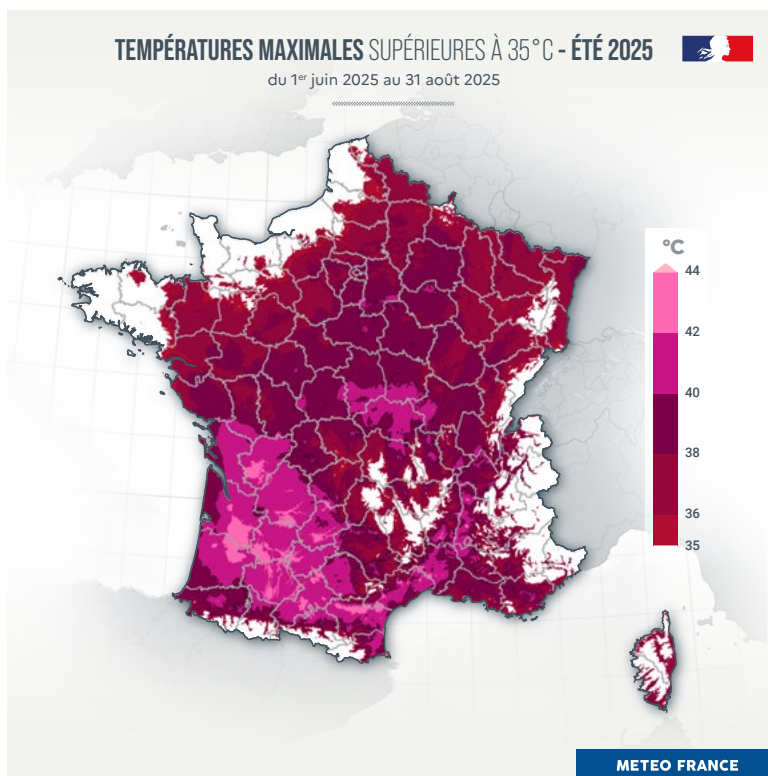 TEMPÉRATURES MAXIMALES SUPÉRIEURES À 35°C - ÉTÉ 2025
du 1er juin 2025 au 31 août 2025
°C
44
42
40
38
36
35
METEO FRANCE